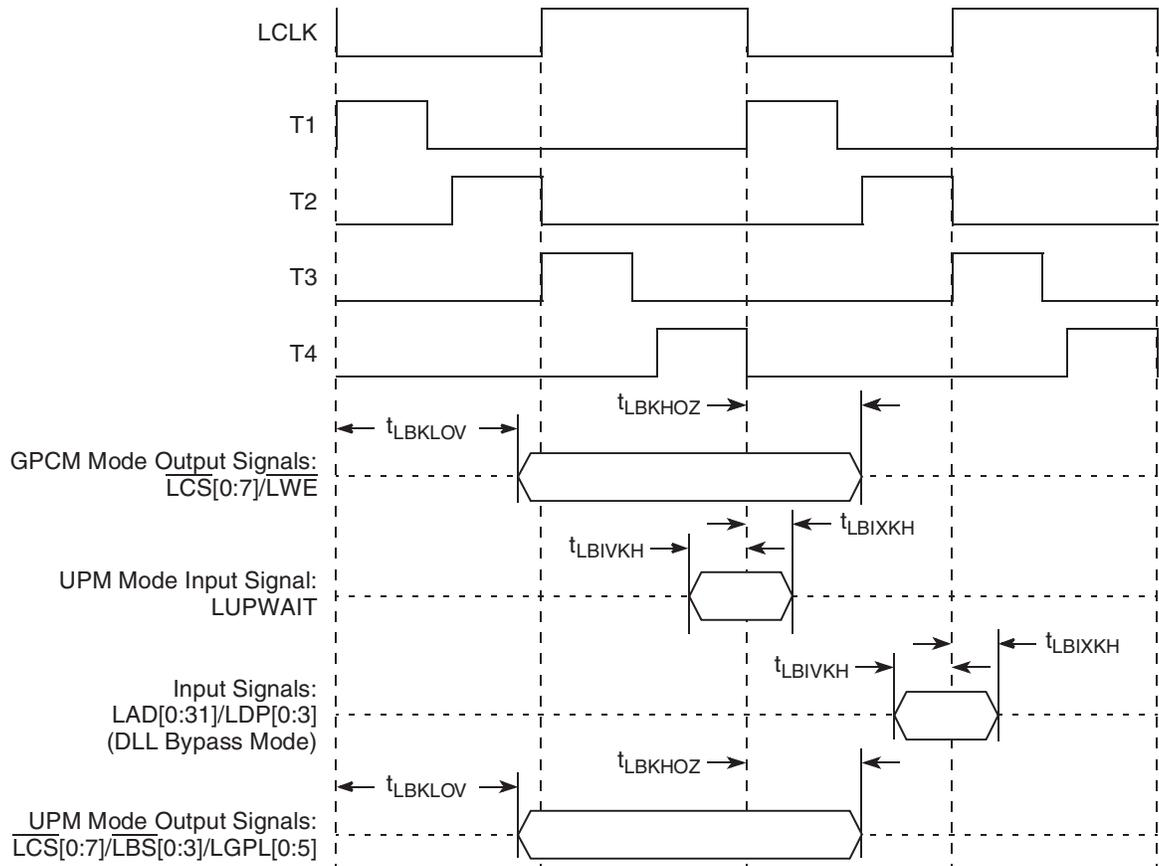 LCLK
T1
T2
T3
T4
tLBKHOZ
tLBKLOV
GPCM Mode Output Signals:
LCS[0:7]/LWE
tLBIXKH
tLBIVKH
UPM Mode Input Signal:
LUPWAIT
tLBIXKH
tLBIVKH
Input Signals:
LAD[0:31]/LDP[0:3]
(DLL Bypass Mode)
tLBKHOZ
tLBKLOV
UPM Mode Output Signals:
LCS[0:7]/LBS[0:3]/LGPL[0:5]